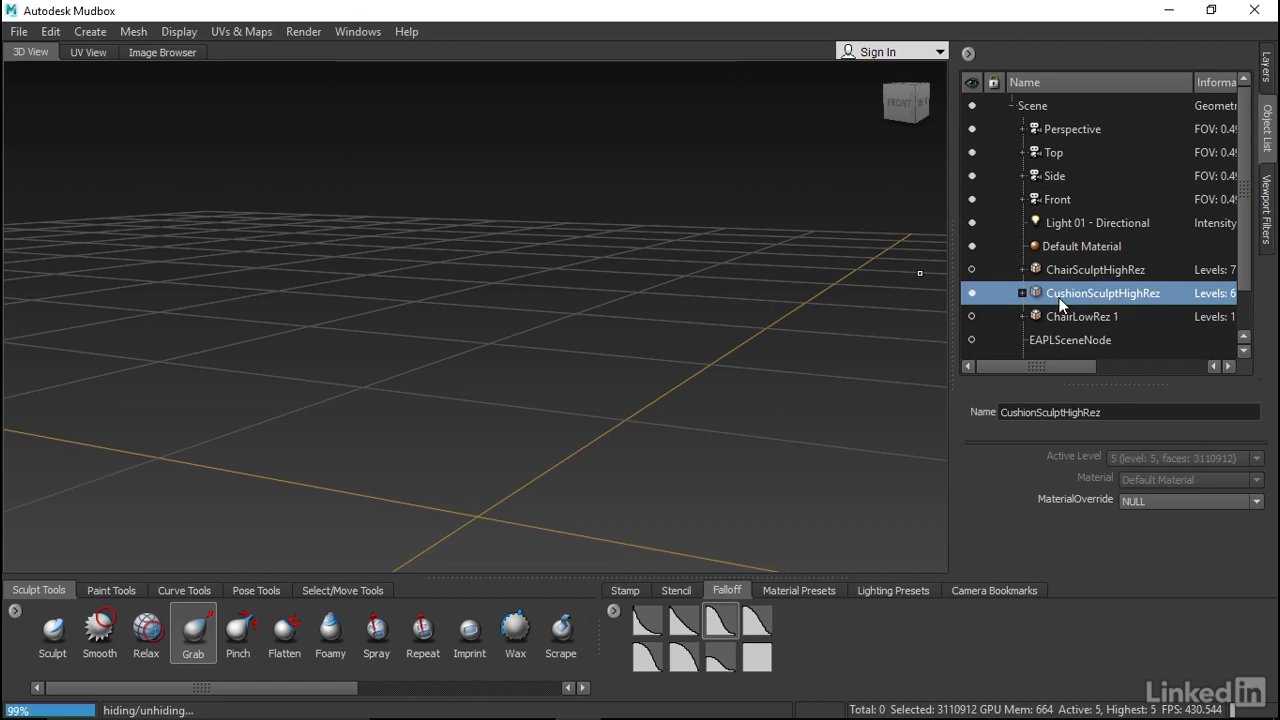 Autodesk Mudbox
File Edit Create Mesh Display UVs & Maps Render Windows Help
3D View UV View Image Browser
Sign In
FRONT
Name Informa
Scene Geometr
Perspective FOV: 0.49
Top FOV: 0.49
Side FOV: 0.49
Front FOV: 0.49
Light 01 - Directional Intensity
Default Material
ChairSculptHighRez Levels: 7
CushionSculptHighRez Levels: 6
ChairLowRez 1 Levels: 1
EAPLSceneNode
Layers
Object List
Viewport Filters
Name CushionSculptHighRez
Active Level 5 (level: 5, faces: 3110912)
Material Default Material
MaterialOverride NULL
Sculpt Tools Paint Tools Curve Tools Pose Tools Select/Move Tools
Stamp Stencil Falloff Material Presets Lighting Presets Camera Bookmarks
Sculpt Smooth Relax Grab Pinch Flatten Foamy Spray Repeat Imprint Wax Scrape
LinkedIn
99% hiding/unhiding... Total: 0 Selected: 3110912 GPU Mem: 664 Active: 5, Highest: 5 FPS: 430.544